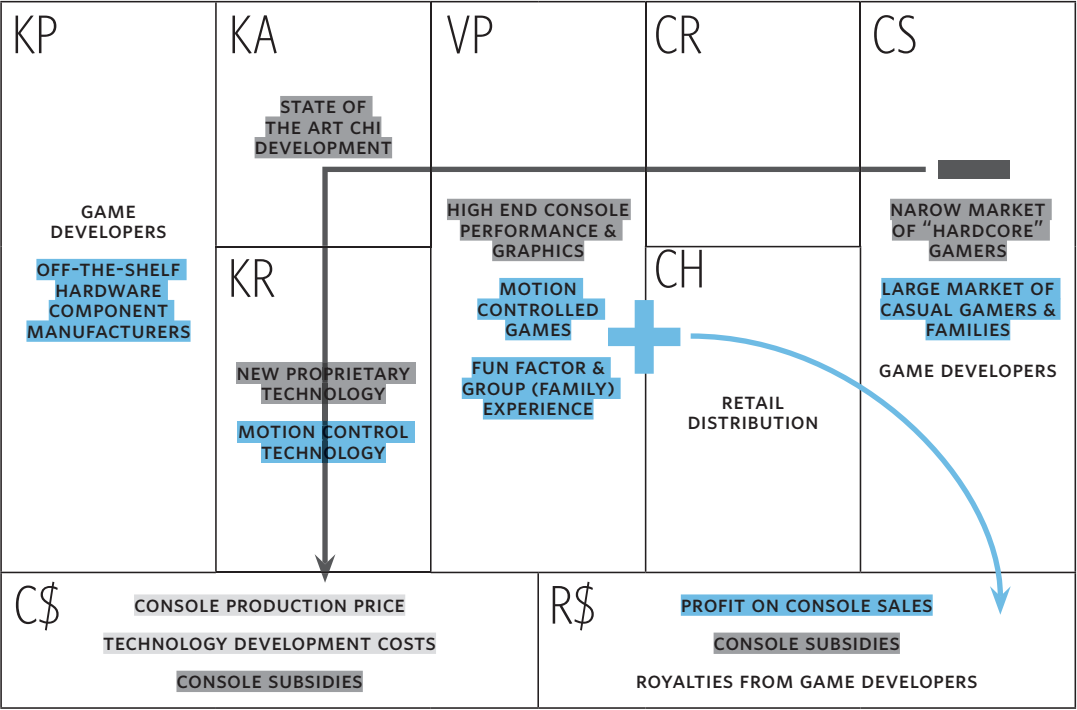 KP
GAME
DEVELOPERS
OFF-THE-SHELF
HARDWARE
COMPONENT
MANUFACTURERS
KA
STATE OF
THE ART CHI
DEVELOPMENT
KR
NEW PROPRIETARY
TECHNOLOGY
MOTION CONTROL
TECHNOLOGY
VP
HIGH END CONSOLE
PERFORMANCE &
GRAPHICS
MOTION
CONTROLLED
GAMES
FUN FACTOR &
GROUP (FAMILY)
EXPERIENCE
CR
CH
RETAIL
DISTRIBUTION
CS
NAROW MARKET
OF “HARDCORE”
GAMERS
LARGE MARKET OF
CASUAL GAMERS &
FAMILIES
GAME DEVELOPERS
C$
CONSOLE PRODUCTION PRICE
TECHNOLOGY DEVELOPMENT COSTS
CONSOLE SUBSIDIES
R$
PROFIT ON CONSOLE SALES
CONSOLE SUBSIDIES
ROYALTIES FROM GAME DEVELOPERS